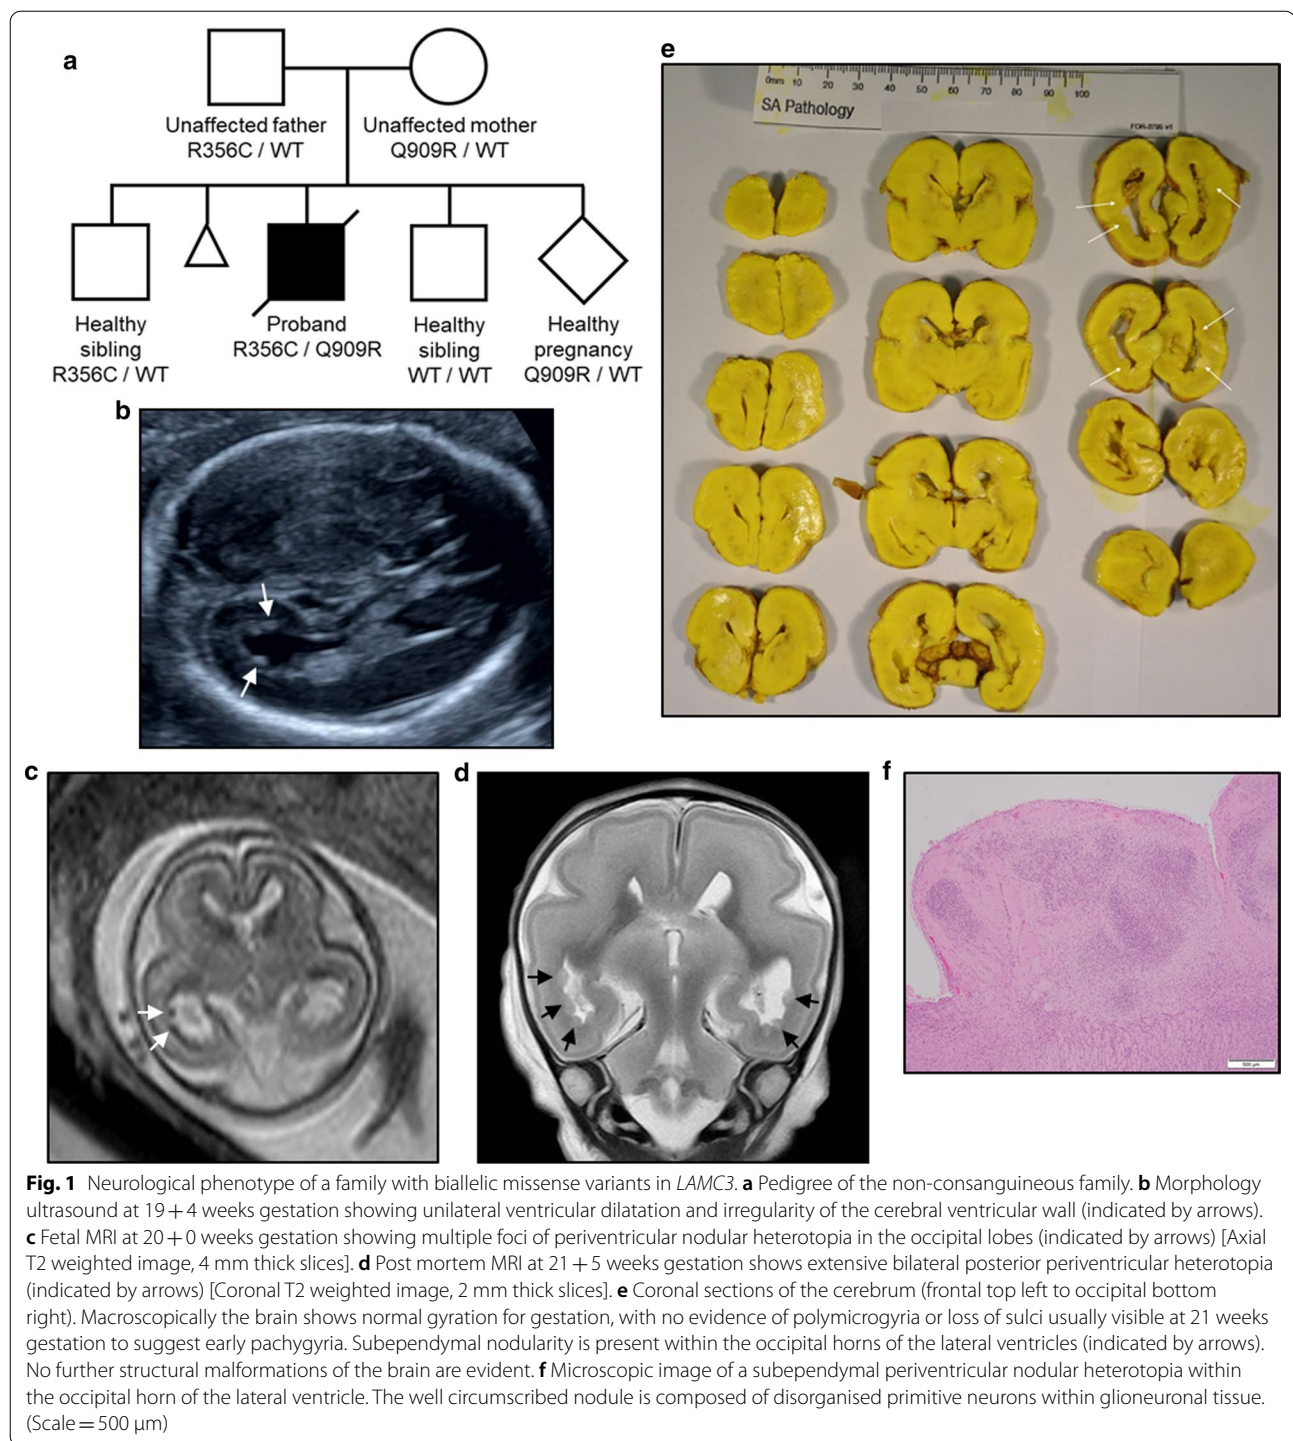 a
Unaffected father
R356C / WT
Unaffected mother
Q909R / WT
Healthy
sibling
R356C / WT
Proband
R356C / Q909R
Healthy
sibling
WT / WT
Healthy
pregnancy
Q909R / WT
b
e
0mm 10 20 30 40 50 60 70 80 90 100
SA Pathology
c
d
f
500 µm
Fig. 1 Neurological phenotype of a family with biallelic missense variants in LAMC3. a Pedigree of the non-consanguineous family. b Morphology
ultrasound at 19 + 4 weeks gestation showing unilateral ventricular dilatation and irregularity of the cerebral ventricular wall (indicated by arrows).
c Fetal MRI at 20 + 0 weeks gestation showing multiple foci of periventricular nodular heterotopia in the occipital lobes (indicated by arrows) [Axial
T2 weighted image, 4 mm thick slices]. d Post mortem MRI at 21 + 5 weeks gestation shows extensive bilateral posterior periventricular heterotopia
(indicated by arrows) [Coronal T2 weighted image, 2 mm thick slices]. e Coronal sections of the cerebrum (frontal top left to occipital bottom
right). Macroscopically the brain shows normal gyration for gestation, with no evidence of polymicrogyria or loss of sulci usually visible at 21 weeks
gestation to suggest early pachygyria. Subependymal nodularity is present within the occipital horns of the lateral ventricles (indicated by arrows).
No further structural malformations of the brain are evident. f Microscopic image of a subependymal periventricular nodular heterotopia within
the occipital horn of the lateral ventricle. The well circumscribed nodule is composed of disorganised primitive neurons within glioneuronal tissue.
(Scale = 500 µm)